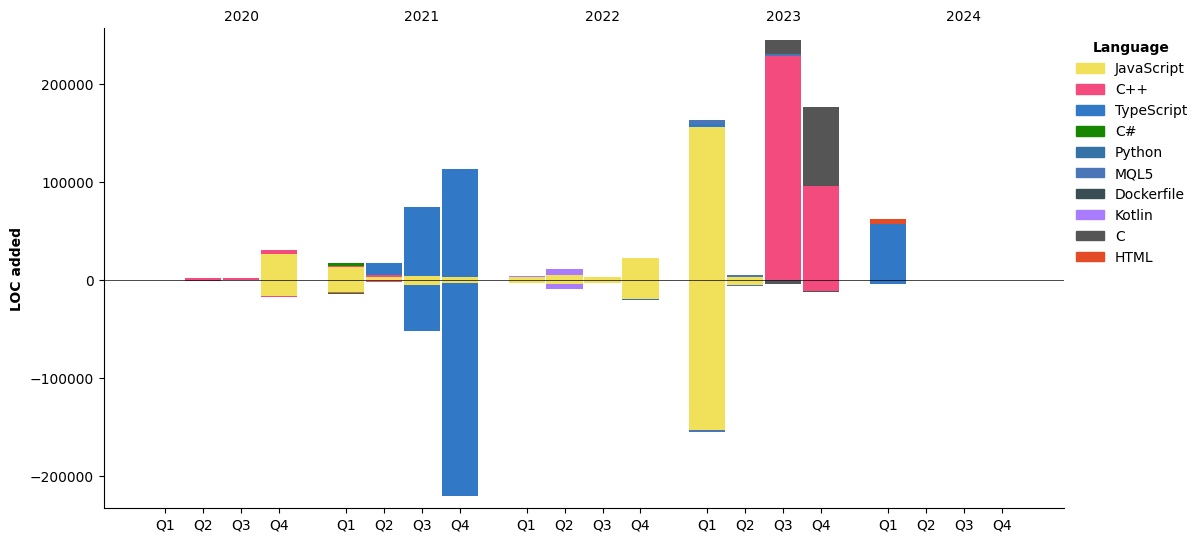 2020 2021 2022 2023 2024
LOC added
200000
100000
0
−100000
−200000
Q1 Q2 Q3 Q4 Q1 Q2 Q3 Q4 Q1 Q2 Q3 Q4 Q1 Q2 Q3 Q4 Q1 Q2 Q3 Q4
Language
JavaScript
C++
TypeScript
C#
Python
MQL5
Dockerfile
Kotlin
C
HTML